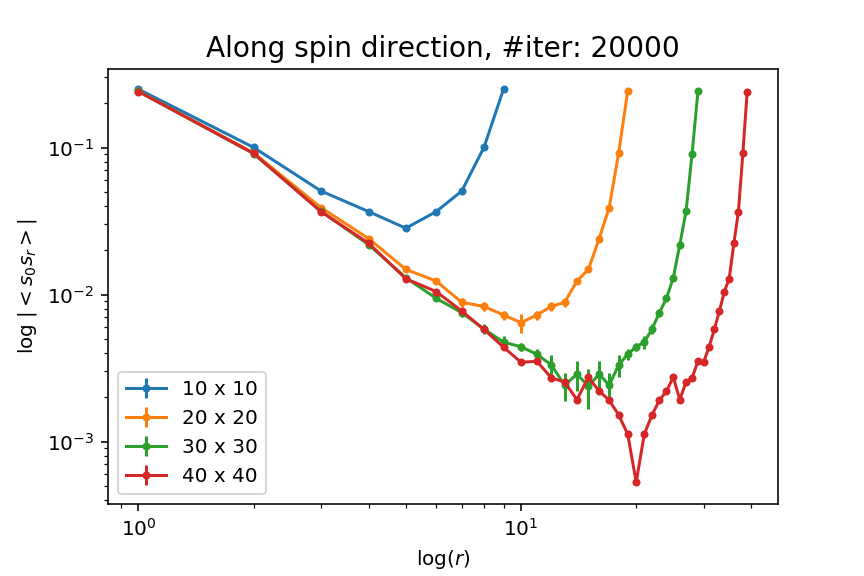 Along spin direction, #iter: 20000
log | < s₀sᵣ > |
10⁻¹
10⁻²
10⁻³
10 x 10
20 x 20
30 x 30
40 x 40
10⁰
10¹
log(r)